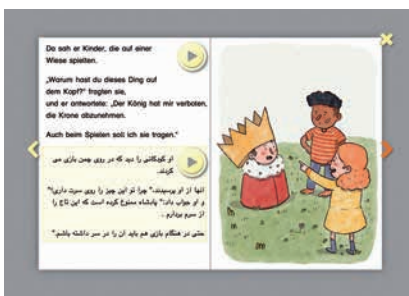 Da sah er Kinder, die auf einer
Wiese spielten.
„Warum hast du dieses Ding auf
dem Kopf?“ fragten sie,
und er antwortete: „Der König hat mir verboten,
die Krone abzunehmen.
Auch beim Spielen soll ich sie tragen.“
او کودکانی را دید که در روی چمن بازی می
کردند.
آنها از او پرسیدند،" چرا تو این چیز را روی سرت داری؟"
و او جواب داد:" پادشاه ممنوع کرده است که این تاج را
از سرم بردارم .
حتی در هنگام بازی هم باید آن را در سر داشته باشم."